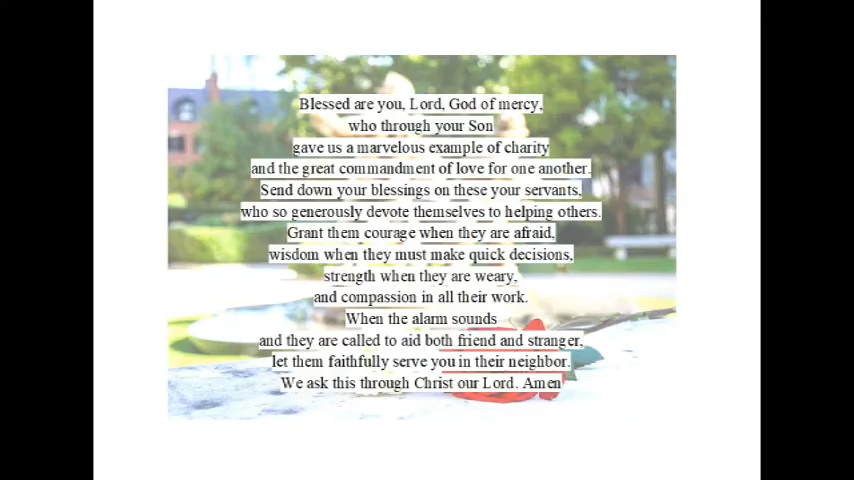 Blessed are you, Lord, God of mercy,
who through your Son
gave us a marvelous example of charity
and the great commandment of love for one another.
Send down your blessings on these your servants,
who so generously devote themselves to helping others.
Grant them courage when they are afraid,
wisdom when they must make quick decisions,
strength when they are weary,
and compassion in all their work.
When the alarm sounds
and they are called to aid both friend and stranger,
let them faithfully serve you in their neighbor.
We ask this through Christ our Lord. Amen